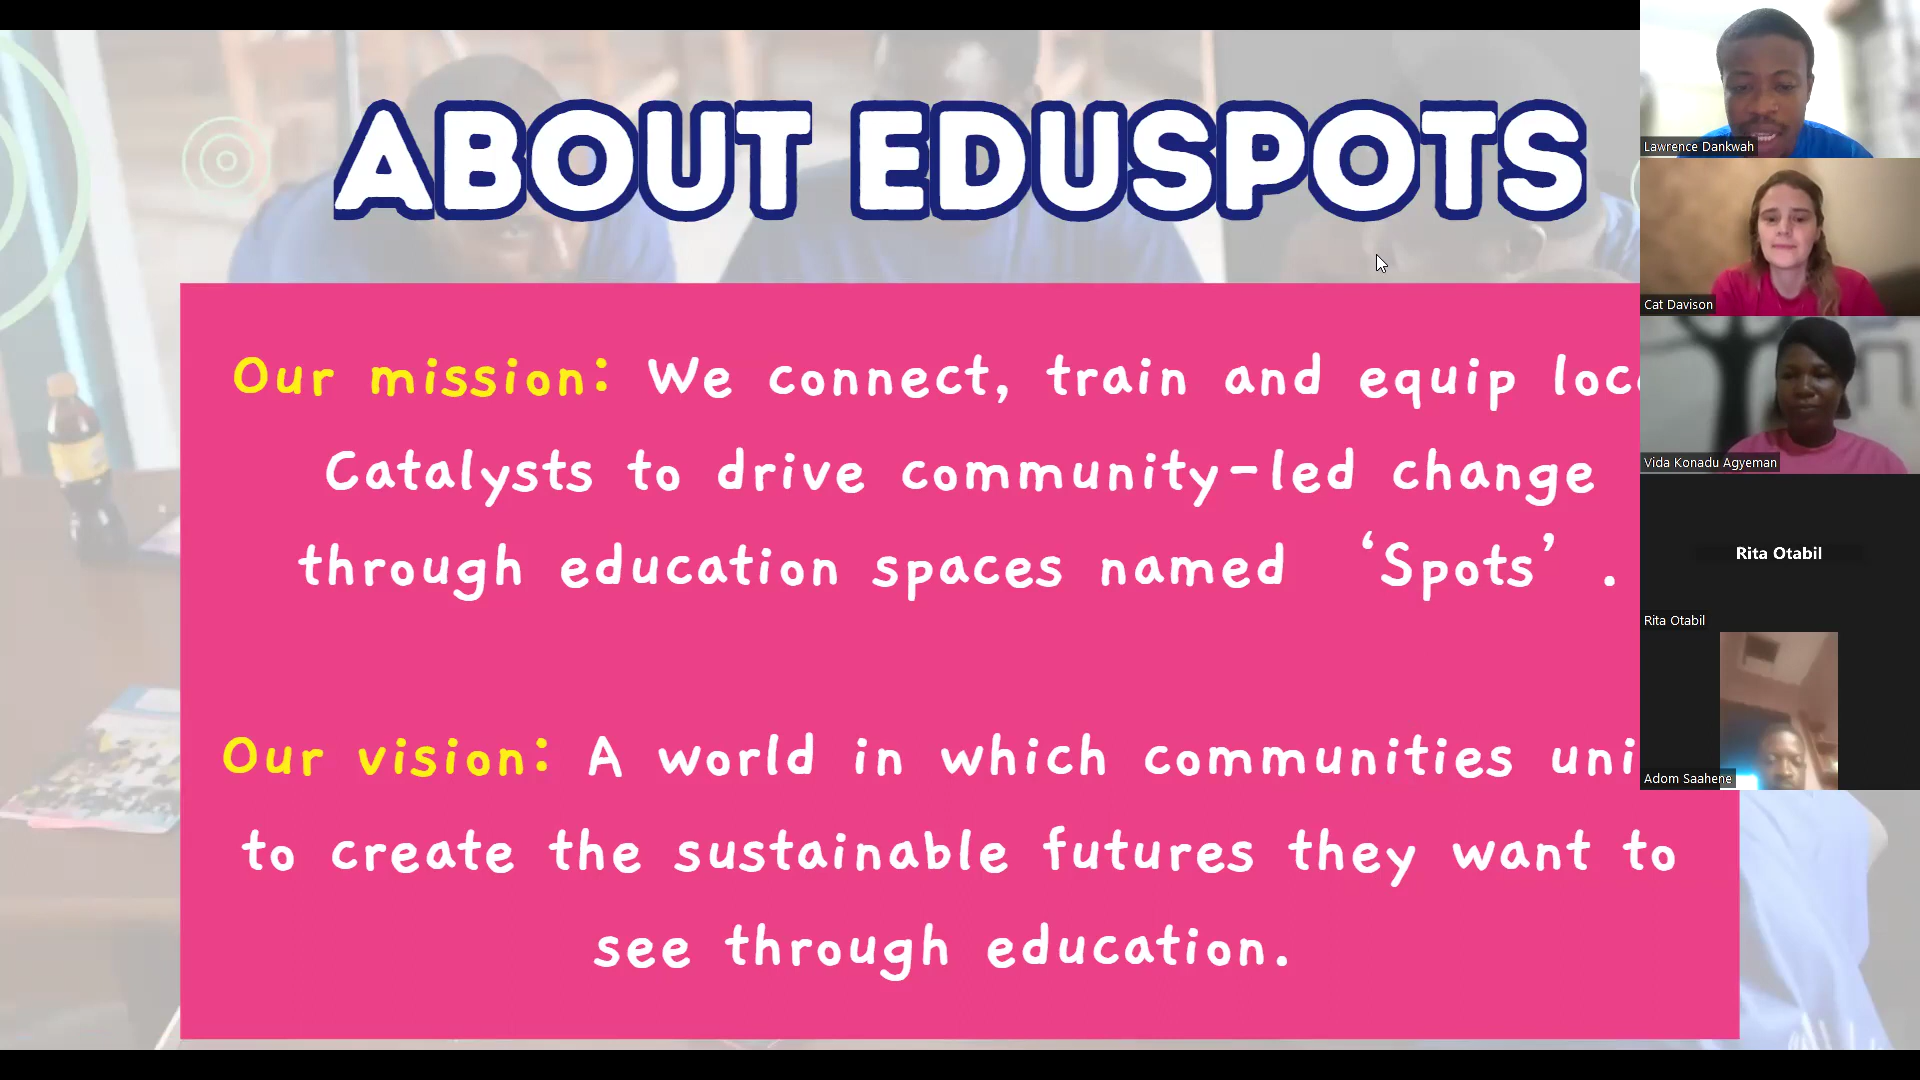 ABOUT EDUSPOTS
Our mission: We connect, train and equip
Catalysts to drive community-led change
through education spaces named 'Spots' .
Our vision: A world in which communities
to create the sustainable futures they want to
see through education.
Lawrence Dankwah
Cat Davison
Vida Konadu Agyeman
Rita Otabil
Rita Otabil
Adom Saahene